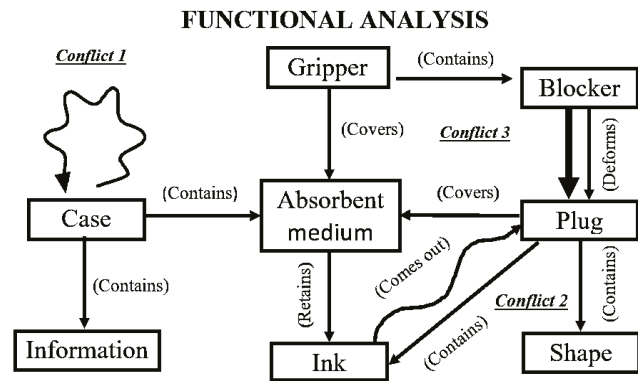 FUNCTIONAL ANALYSIS
Conflict 1
Gripper
(Contains)
Blocker
(Covers)
Conflict 3
(Deforms)
Case
(Contains)
Absorbent
medium
(Covers)
Plug
(Contains)
(Retains)
(Comes out)
(Contains)
Conflict 2
(Contains)
Information
Ink
Shape